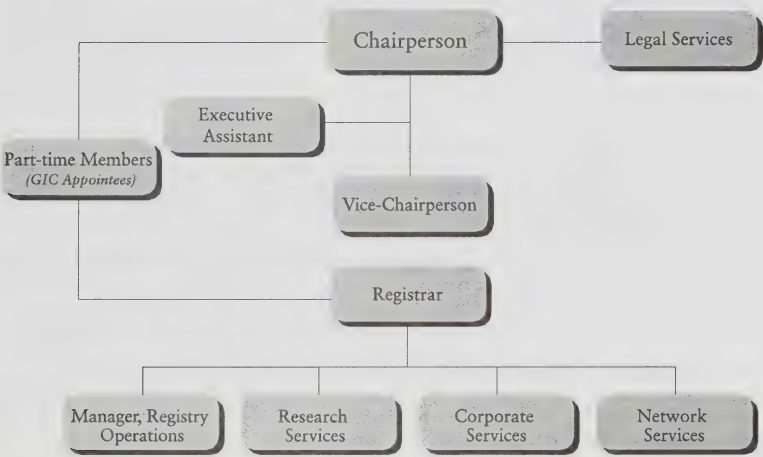 Chairperson
Legal Services
Executive
Assistant
Part-time Members
(GIC Appointees)
Vice-Chairperson
Registrar
Manager, Registry
Operations
Research
Services
Corporate
Services
Network
Services